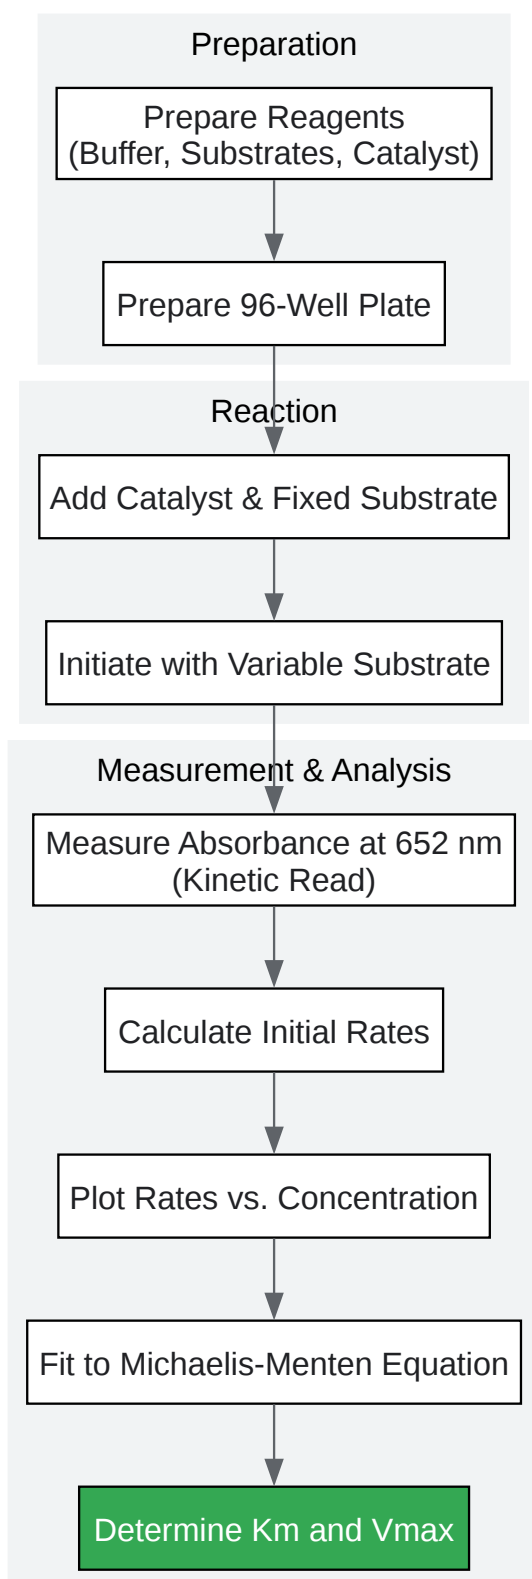 Preparation
Prepare Reagents
(Buffer, Substrates, Catalyst)
Prepare 96-Well Plate
Reaction
Add Catalyst & Fixed Substrate
Initiate with Variable Substrate
Measurement & Analysis
Measure Absorbance at 652 nm
(Kinetic Read)
Calculate Initial Rates
Plot Rates vs. Concentration
Fit to Michaelis-Menten Equation
Determine Km and Vmax